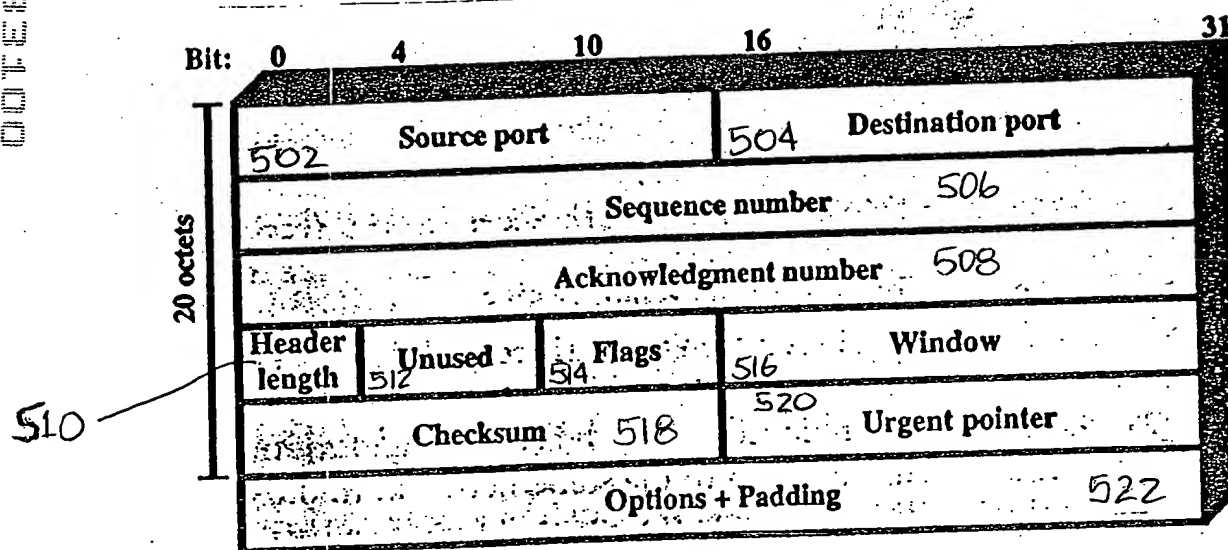 Bit: 0 4 10 16 31
Source port 502
504 Destination port
Sequence number 506
Acknowledgment number 508
Header length
Unused 512
Flags 514
516 Window
Checksum 518
520 Urgent pointer
Options + Padding 522
20 octets
510